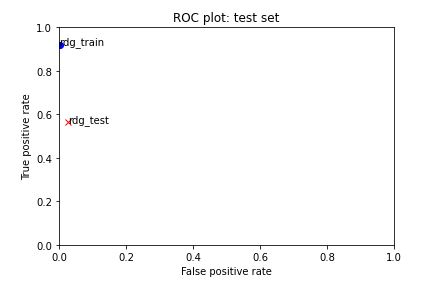 ROC plot: test set
1.0
rdg_train
0.8
0.6
rdg_test
0.4
0.2
0.0
True positive rate
0.0 0.2 0.4 0.6 0.8 1.0
False positive rate